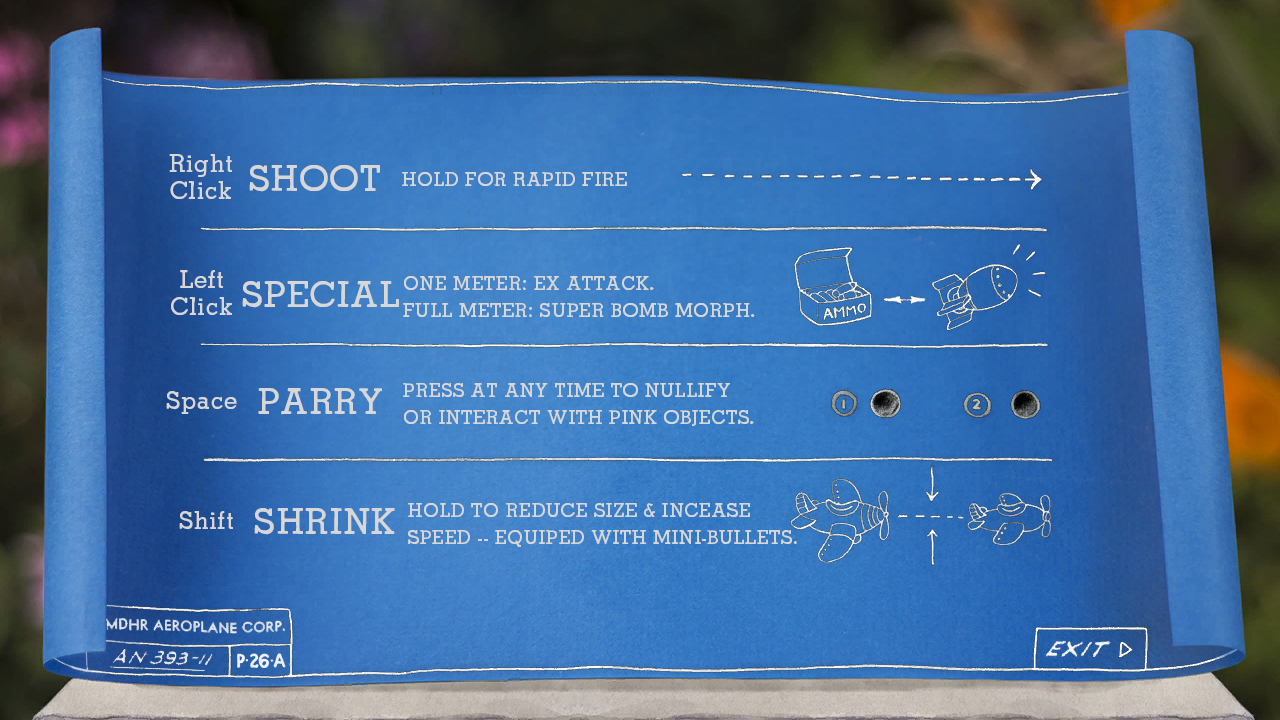 Right
Click
SHOOT
HOLD FOR RAPID FIRE
Left
Click
SPECIAL
ONE METER: EX ATTACK.
FULL METER: SUPER BOMB MORPH.
AMMO
Space
PARRY
PRESS AT ANY TIME TO NULLIFY
OR INTERACT WITH PINK OBJECTS.
1
2
Shift
SHRINK
HOLD TO REDUCE SIZE & INCEASE
SPEED -- EQUIPED WITH MINI-BULLETS.
MDHR AEROPLANE CORP.
AN 393-11
P·26·A
EXIT